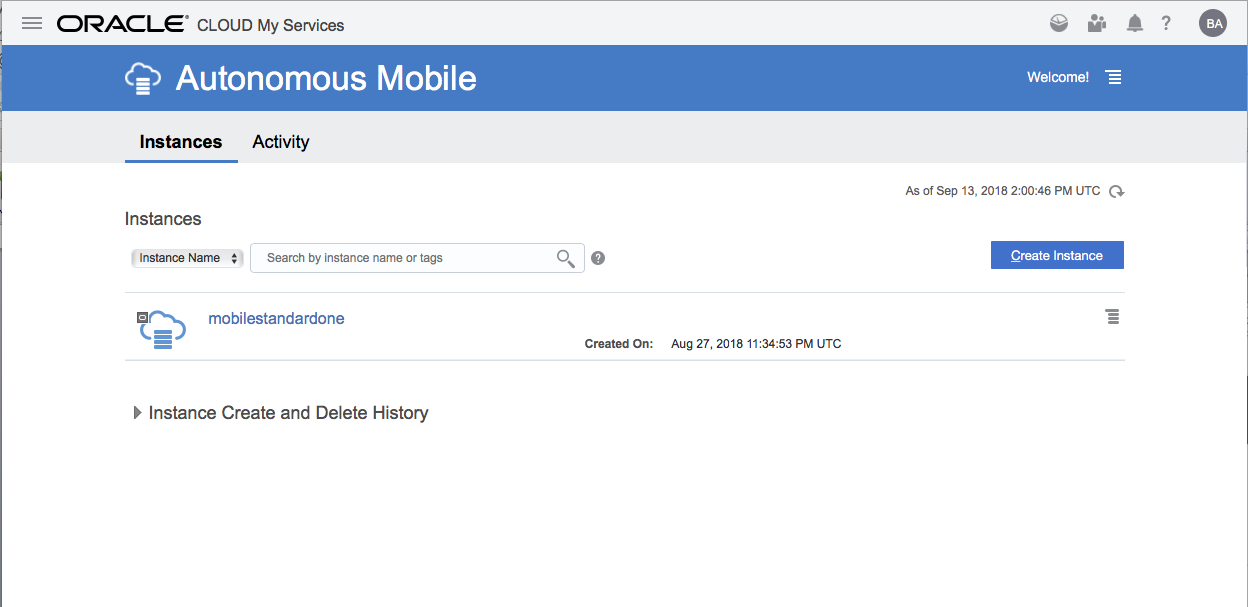 ORACLE® CLOUD My Services
? BA
Autonomous Mobile
Welcome!
Instances Activity
As of Sep 13, 2018 2:00:46 PM UTC
Instances
Instance Name Search by instance name or tags ?
Create Instance
mobilestandardone
Created On: Aug 27, 2018 11:34:53 PM UTC
Instance Create and Delete History